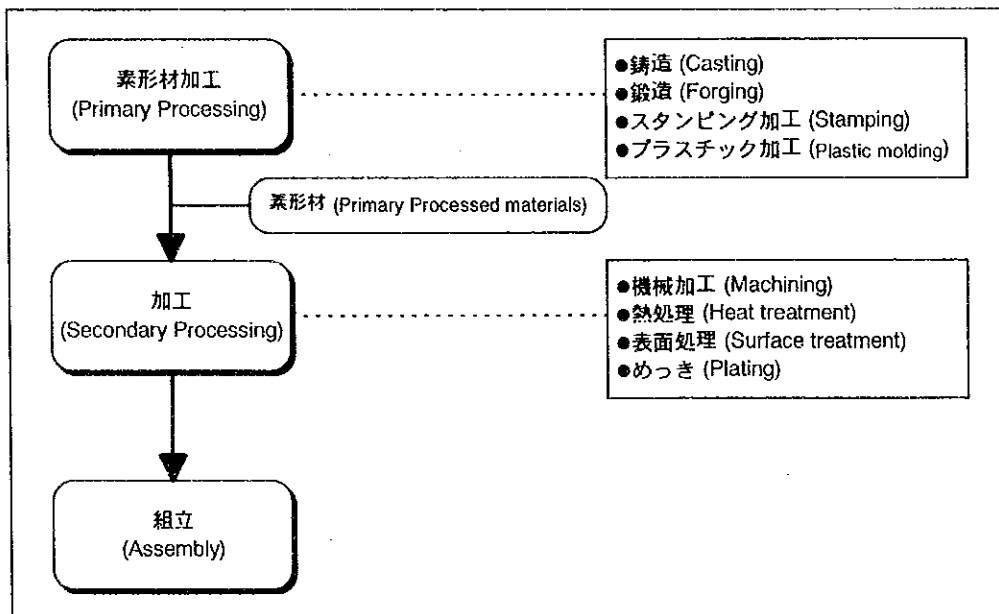 素形材加工
(Primary Processing)
●鋳造 (Casting)
●鍛造 (Forging)
●スタンピング加工 (Stamping)
●プラスチック加工 (Plastic molding)
素形材 (Primary Processed materials)
加工
(Secondary Processing)
●機械加工 (Machining)
●熱処理 (Heat treatment)
●表面処理 (Surface treatment)
●めっき (Plating)
組立
(Assembly)